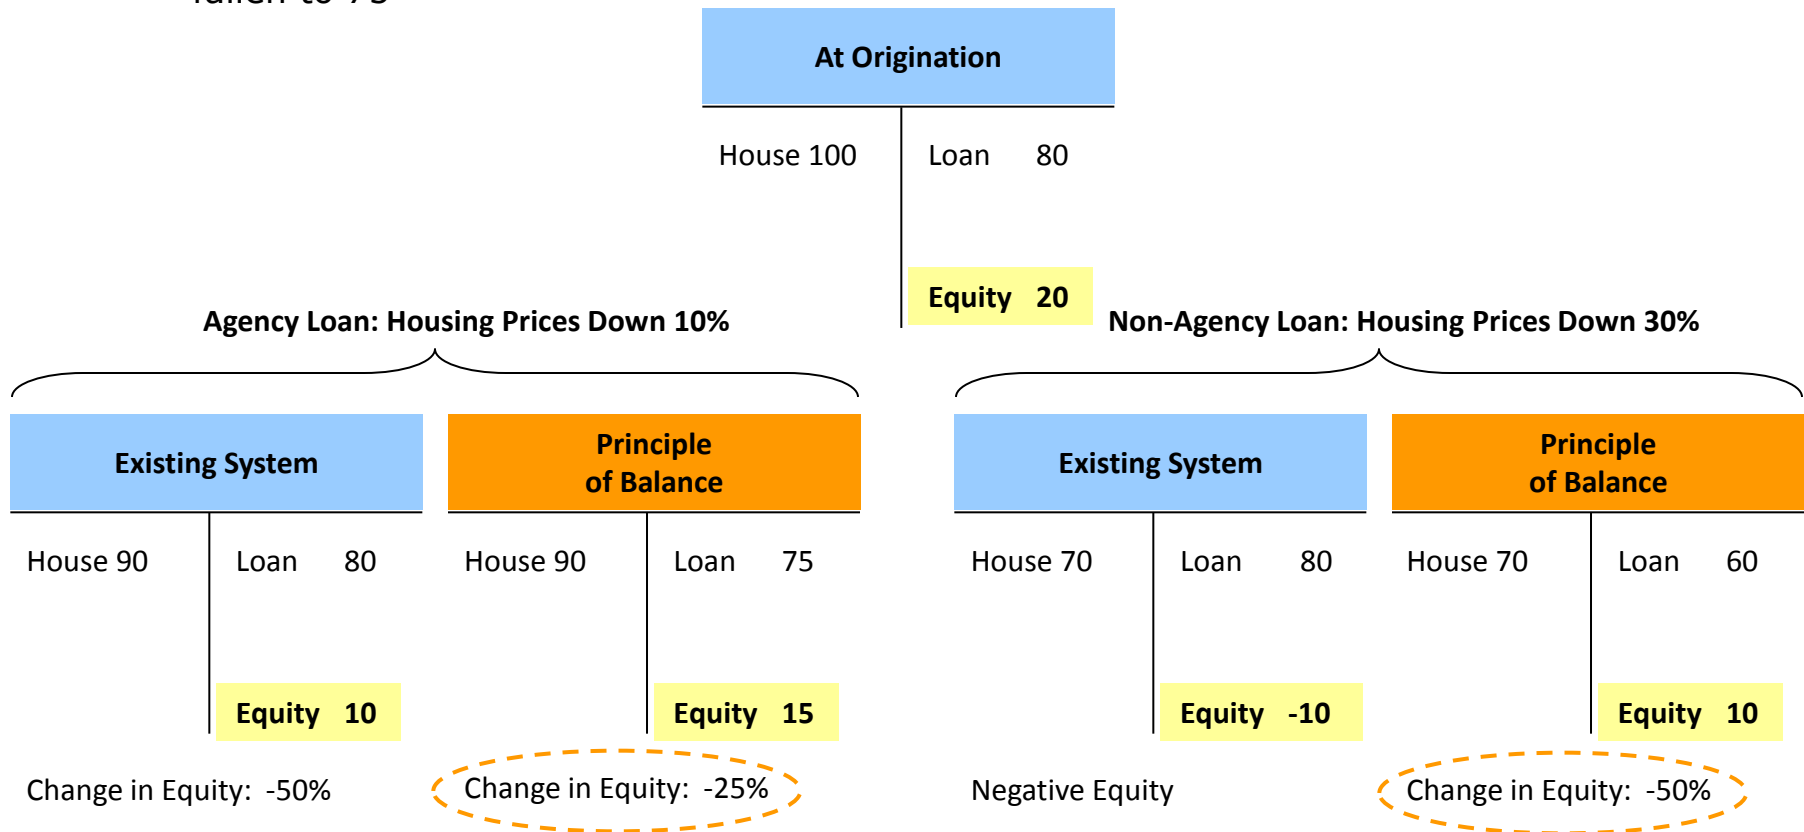 fallen to 75
At Origination
House 100 Loan 80
Equity 20
Agency Loan: Housing Prices Down 10%
Non-Agency Loan: Housing Prices Down 30%
Existing System
Principle
of Balance
Existing System
Principle
of Balance
House 90 Loan 80
House 90 Loan 75
House 70 Loan 80
House 70 Loan 60
Equity 10
Equity 15
Equity -10
Equity 10
Change in Equity: -50%
Change in Equity: -25%
Negative Equity
Change in Equity: -50%